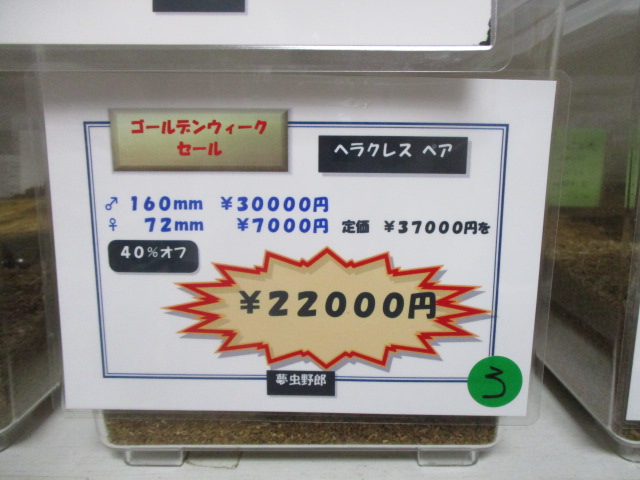 ゴールデンウィーク
セール
ヘラクレス ペア
♂ 160mm ¥30000円
♀ 72mm ¥7000円 定価 ¥37000円を
40%オフ
¥22000円
夢虫野郎
3